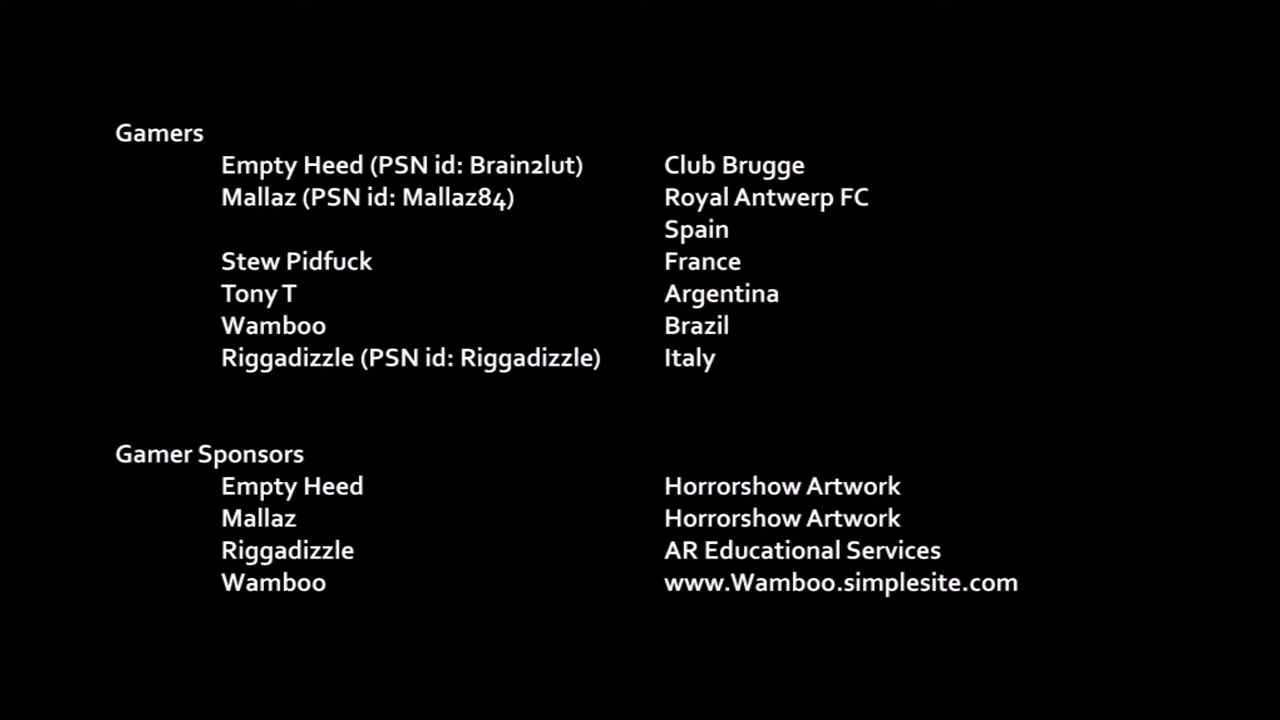 Gamers
Empty Heed (PSN id: Brain2lut) Club Brugge
Mallaz (PSN id: Mallaz84) Royal Antwerp FC
Spain
Stew Pidfuck France
Tony T Argentina
Wamboo Brazil
Riggadizzle (PSN id: Riggadizzle) Italy
Gamer Sponsors
Empty Heed Horrorshow Artwork
Mallaz Horrorshow Artwork
Riggadizzle AR Educational Services
Wamboo www.Wamboo.simplesite.com